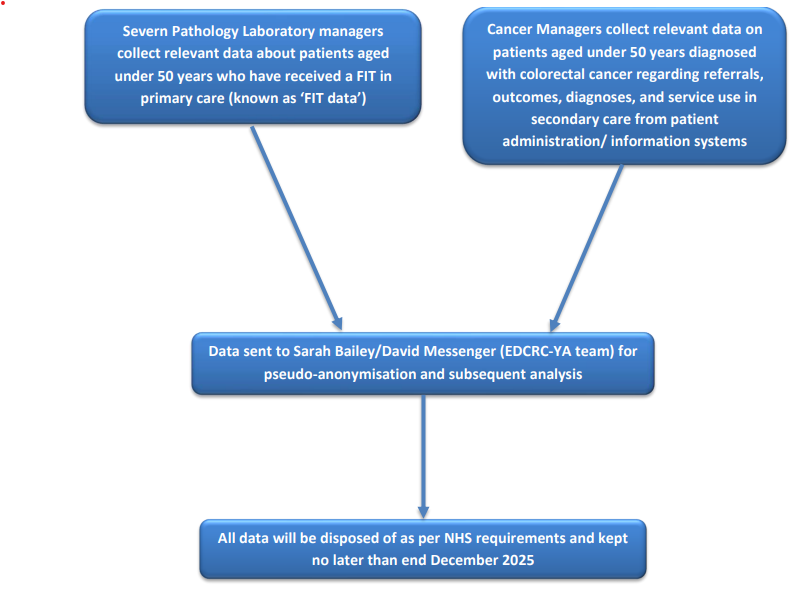 Severn Pathology Laboratory managers
collect relevant data about patients aged
under 50 years who have received a FIT in
primary care (known as ‘FIT data’)
Cancer Managers collect relevant data on
patients aged under 50 years diagnosed
with colorectal cancer regarding referrals,
outcomes, diagnoses, and service use in
secondary care from patient
administration/ information systems
Data sent to Sarah Bailey/David Messenger (EDCRC-YA team) for
pseudo-anonymisation and subsequent analysis
All data will be disposed of as per NHS requirements and kept
no later than end December 2025